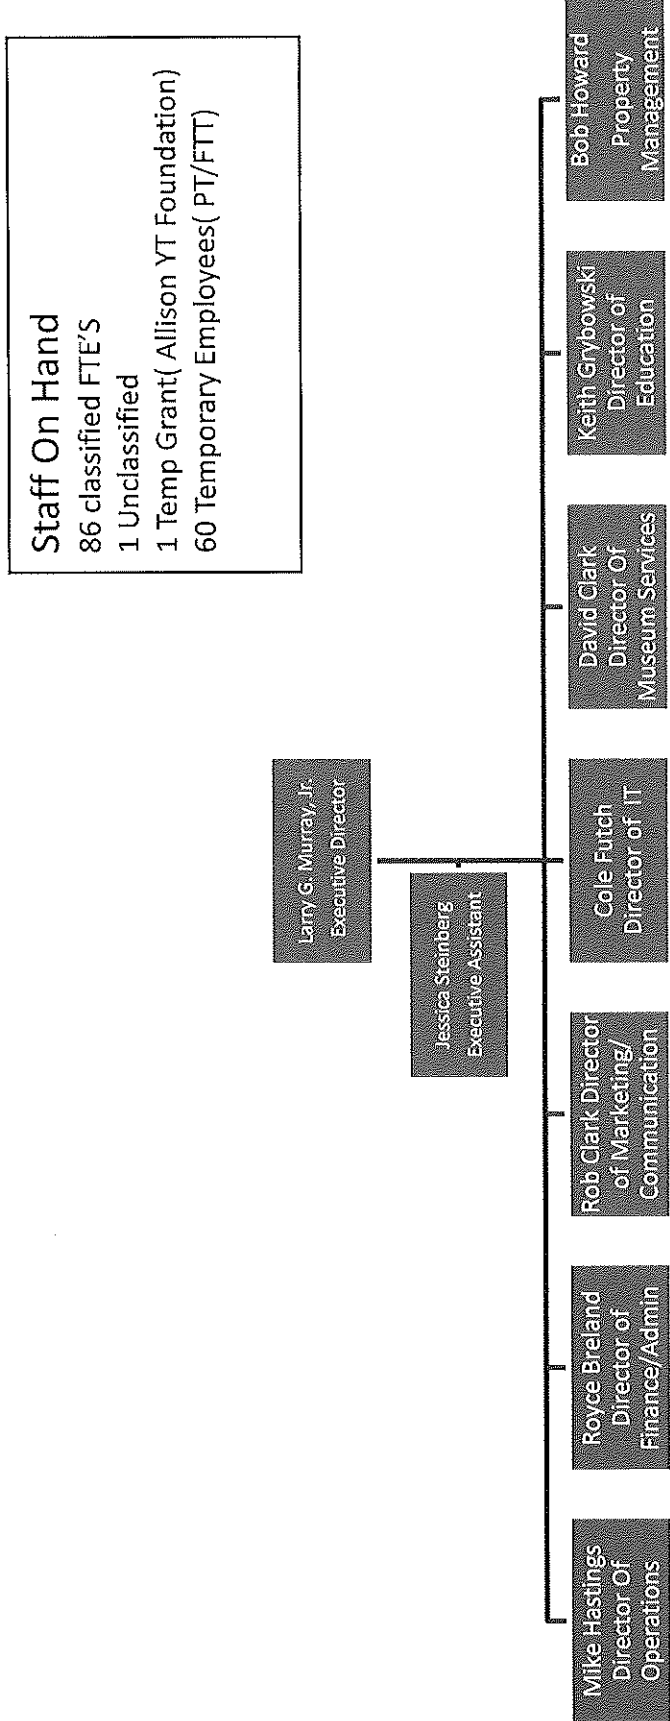 Staff On Hand
86 classified FTE'S
1 Unclassified
1 Temp Grant( Allison YT Foundation)
60 Temporary Employees( PT/FTT)
Larry G. Murray, Jr.
Executive Director
Jessica Steinberg
Executive Assistant
Mike Hastings
Director Of
Operations
Royce Breland
Director of
Finance/Admin
Rob Clark Director
of Marketing/
Communication
Cole Futch
Director of IT
David Clark
Director Of
Museum Services
Keith Grybowski
Director of
Education
Bob Howard
Property
Management